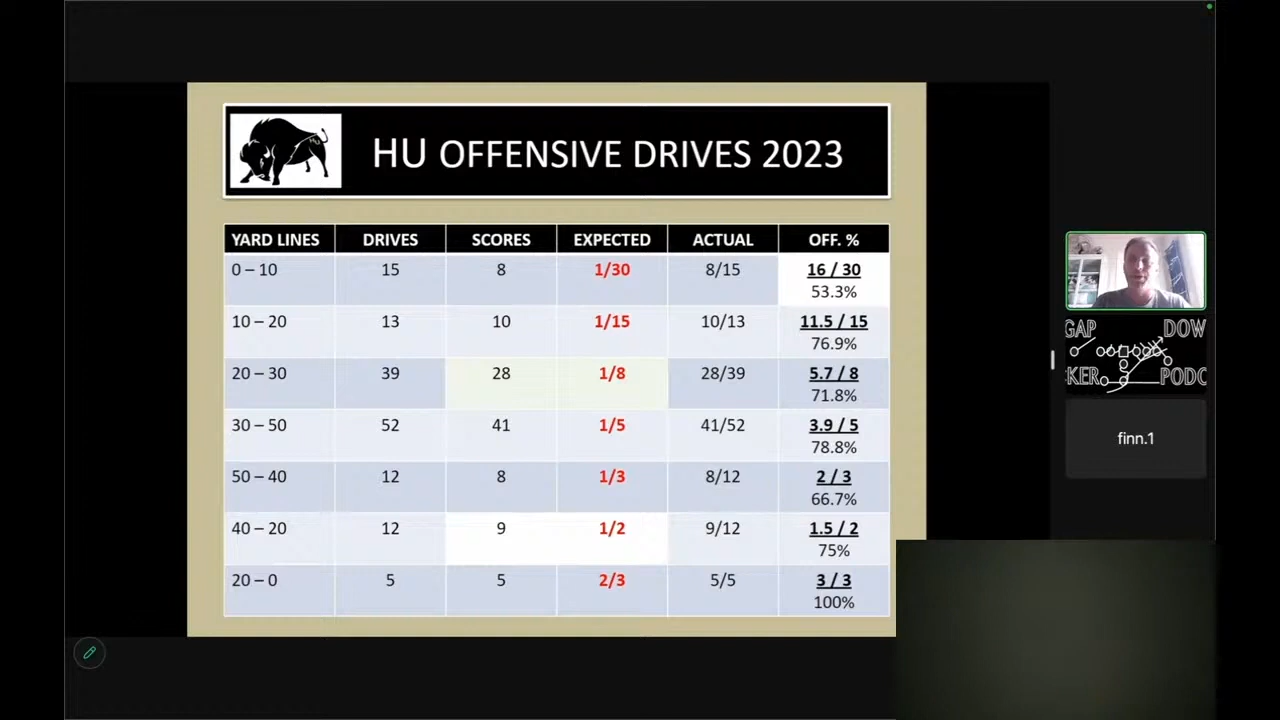 HU OFFENSIVE DRIVES 2023
YARD LINES DRIVES SCORES EXPECTED ACTUAL OFF. %
0 – 10 15 8 1/30 8/15 16 / 30
53.3%
10 – 20 13 10 1/15 10/13 11.5 / 15
76.9%
20 – 30 39 28 1/8 28/39 5.7 / 8
71.8%
30 – 50 52 41 1/5 41/52 3.9 / 5
78.8%
50 – 40 12 8 1/3 8/12 2 / 3
66.7%
40 – 20 12 9 1/2 9/12 1.5 / 2
75%
20 – 0 5 5 2/3 5/5 3 / 3
100%
GAP DOW
KER PODC
finn.1